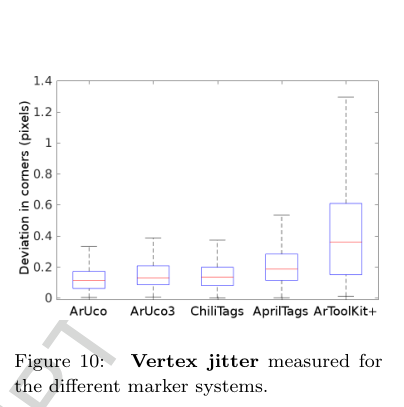 1.4
1.2
1
0.8
0.6
0.4
0.2
0
Deviation in corners (pixels)
ArUco ArUco3 ChiliTags AprilTags ArToolKit+
Figure 10: Vertex jitter measured for
the different marker systems.
PT